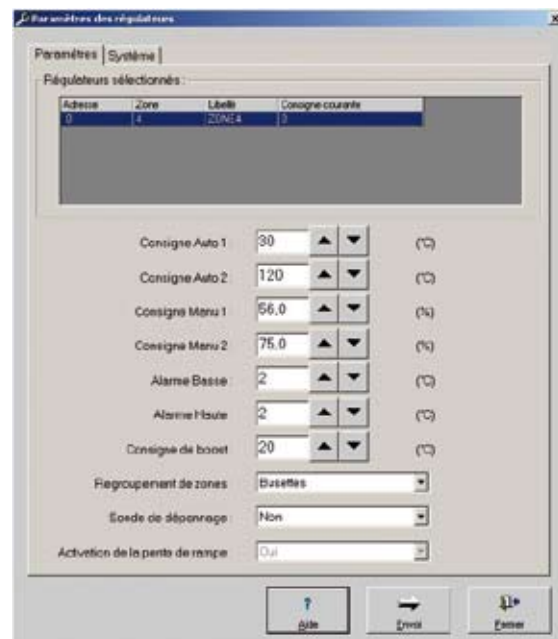 Paramètres des régulateurs
Paramètres Système
Régulateurs sélectionnés :
Adresse Zone Libellé Consigne courante
0 4 ZONE4 0
Consigne Auto 1 30 (°C)
Consigne Auto 2 120 (°C)
Consigne Manu 1 56,0 (%)
Consigne Manu 2 75,0 (%)
Alarme Basse 2 (°C)
Alarme Haute 2 (°C)
Consigne de boost 20 (°C)
Regroupement de zones Busettes
Sonde de dépannage Non
Activation de la pente de rampe Oui
? Aide Envoi Fermer